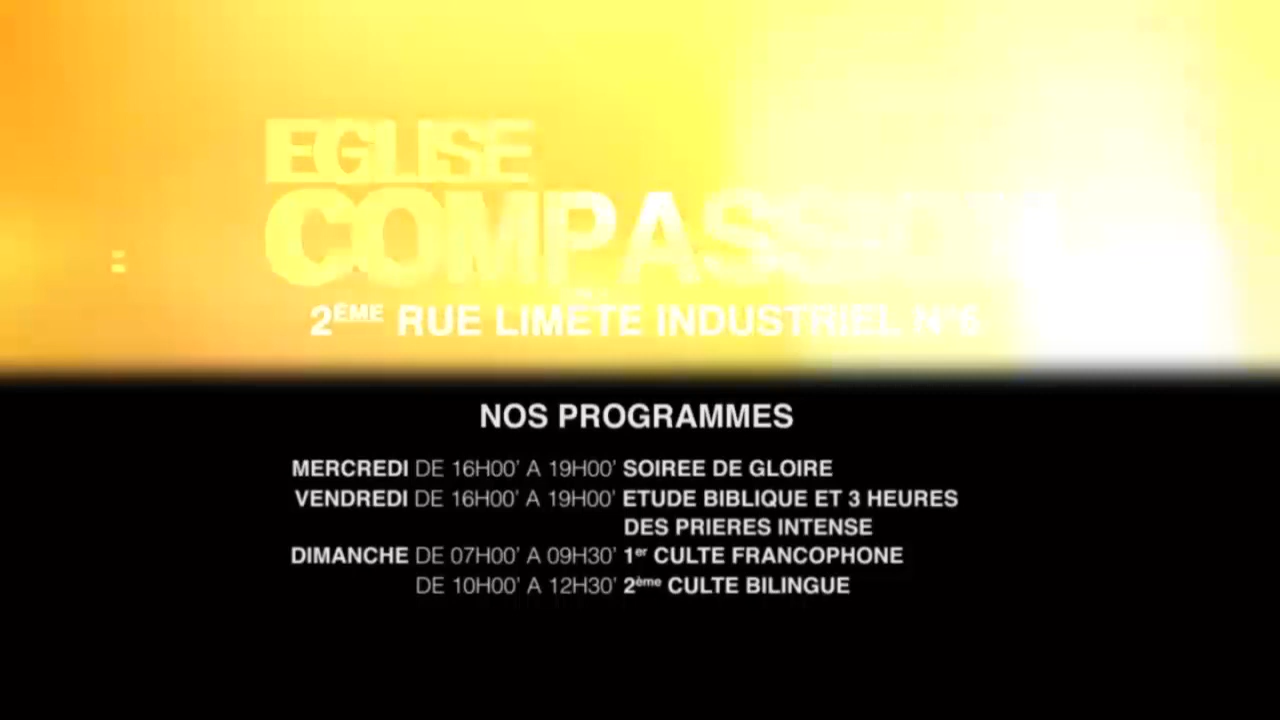 EGLISE
COMPASSION
2ÈME RUE LIMETE INDUSTRIEL N°6
NOS PROGRAMMES
MERCREDI DE 16H00' A 19H00' SOIREE DE GLOIRE
VENDREDI DE 16H00' A 19H00' ETUDE BIBLIQUE ET 3 HEURES
DES PRIERES INTENSE
DIMANCHE DE 07H00' A 09H30' 1er CULTE FRANCOPHONE
DE 10H00' A 12H30' 2ème CULTE BILINGUE